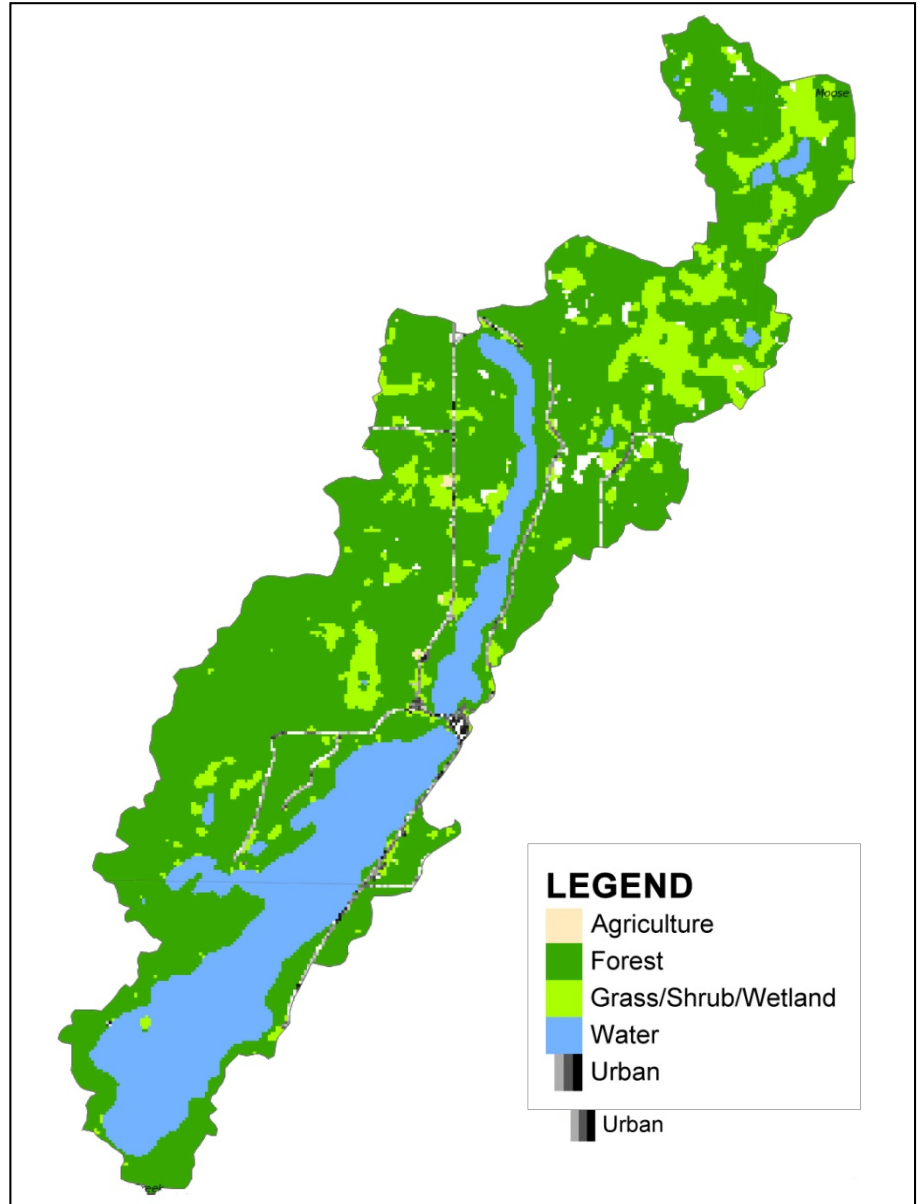 Moose
LEGEND
Agriculture
Forest
Grass/Shrub/Wetland
Water
Urban
Urban